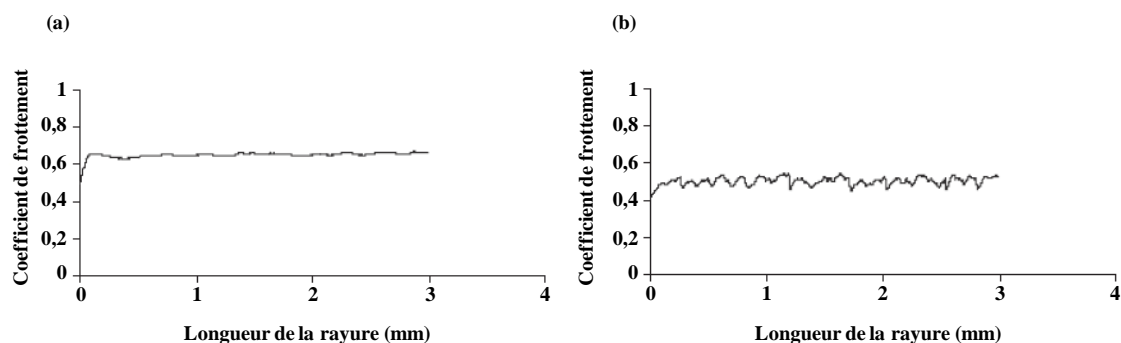 (a)
Coefficient de frottement
1
0,8
0,6
0,4
0,2
0
0 1 2 3 4
Longueur de la rayure (mm)
(b)
Coefficient de frottement
1
0,8
0,6
0,4
0,2
0
0 1 2 3 4
Longueur de la rayure (mm)